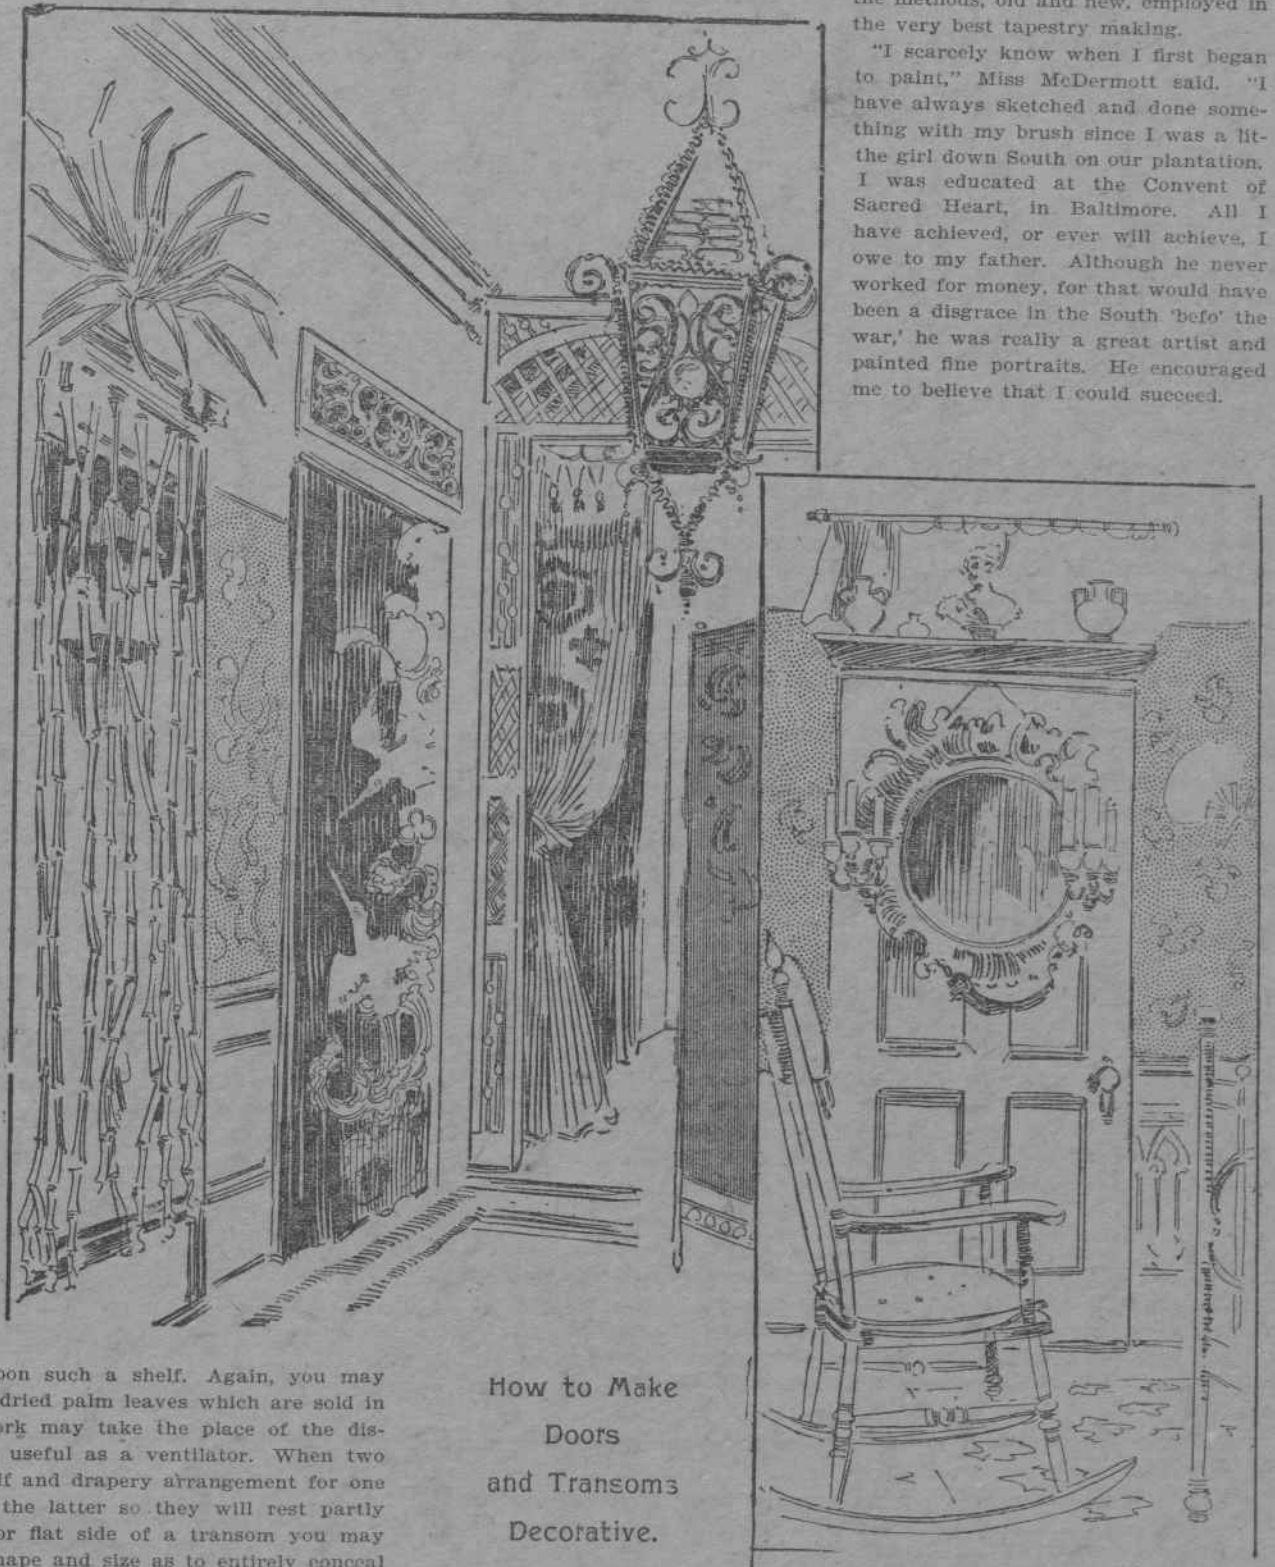 the methods, old and new, employed in
the very best tapestry making.
"I scarcely know when I first began
to paint," Miss McDermott said. "I
have always sketched and done some-
thing with my brush since I was a lit-
the girl down South on our plantation.
I was educated at the Convent of
Sacred Heart, in Baltimore. All I
have achieved, or ever will achieve, I
owe to my father. Although he never
worked for money, for that would have
been a disgrace in the South 'befo' the
war,' he was really a great artist and
painted fine portraits. He encouraged
me to believe that I could succeed.
such a shelf. Again, you may
dried palm leaves which are sold in
may take the place of the dis-
useful as a ventilator. When two
and drapery arrangement for one
the latter so they will rest partly
or flat side of a transom you may
and size as to entirely conceal
How to Make
Doors
and Transoms
Decorative.